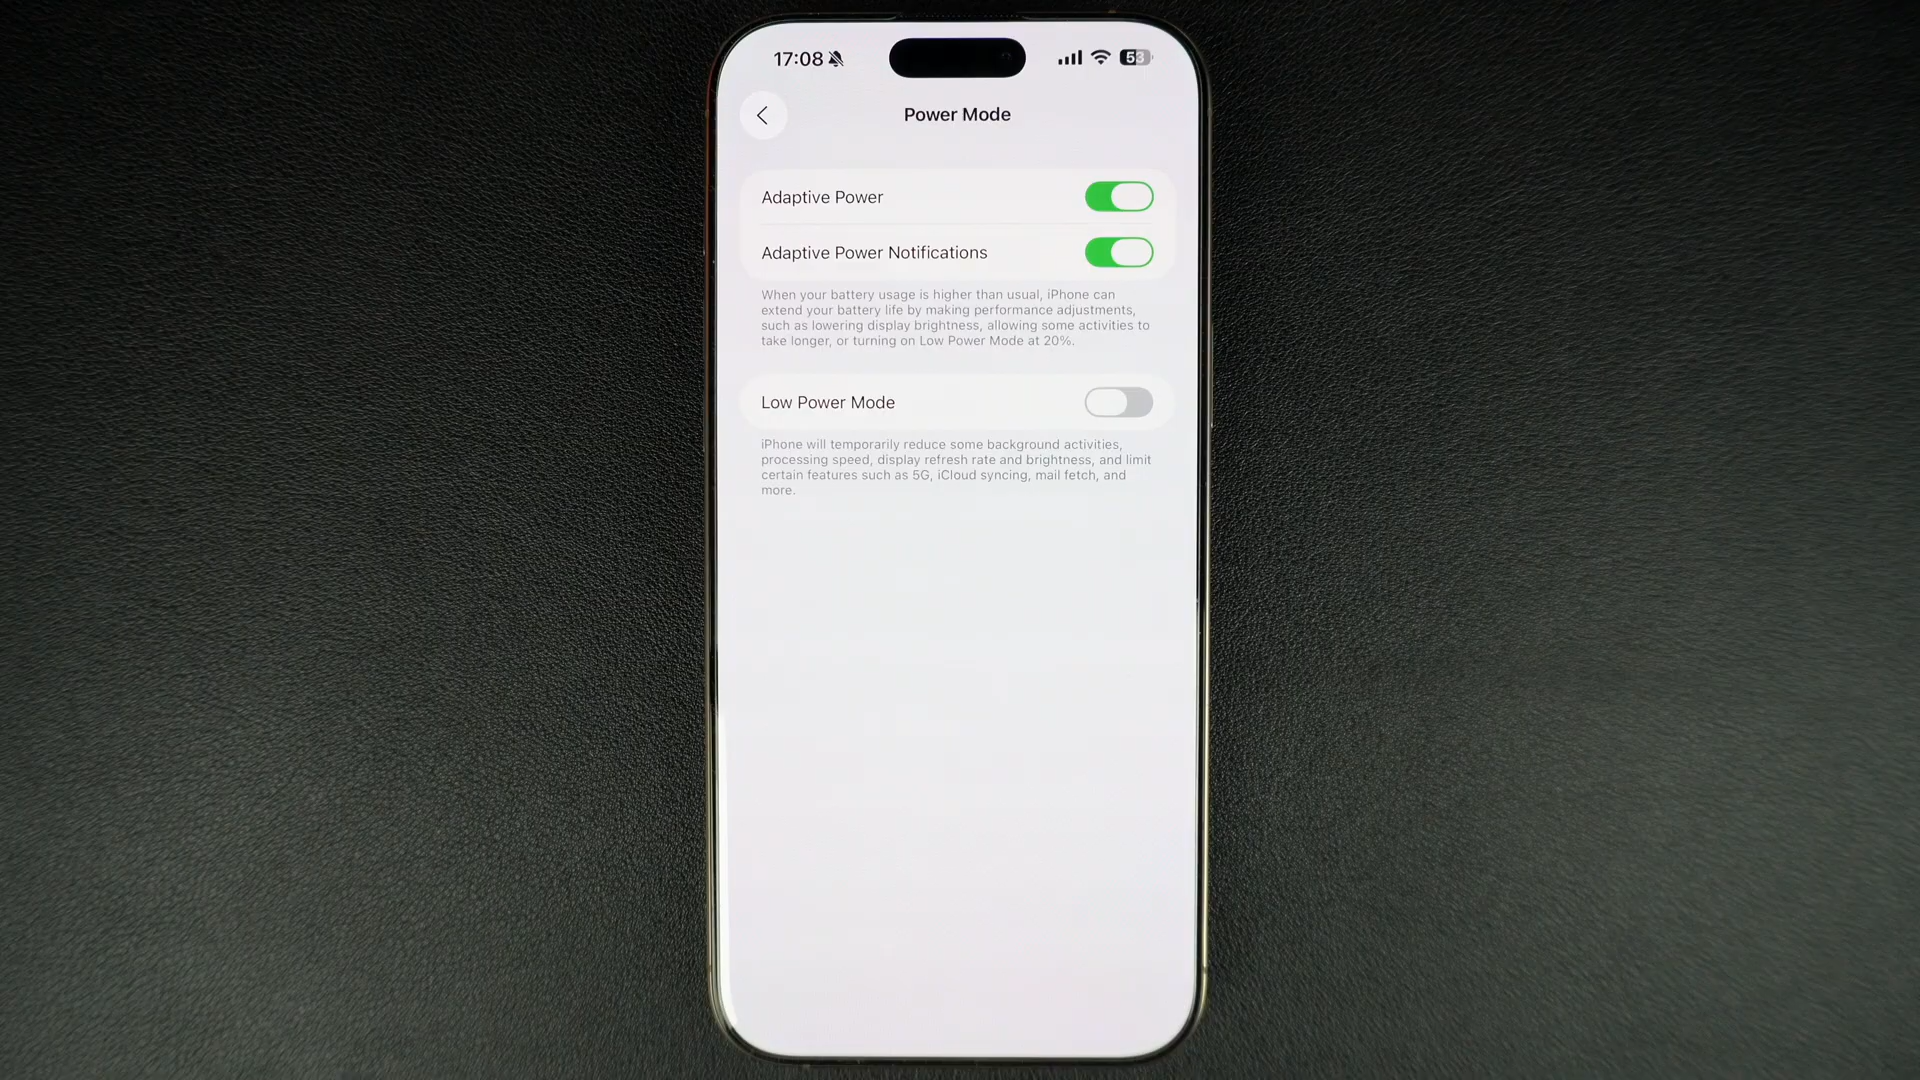 17:08
53
Power Mode
Adaptive Power
Adaptive Power Notifications
When your battery usage is higher than usual, iPhone can
extend your battery life by making performance adjustments,
such as lowering display brightness, allowing some activities to
take longer, or turning on Low Power Mode at 20%.
Low Power Mode
iPhone will temporarily reduce some background activities,
processing speed, display refresh rate and brightness, and limit
certain features such as 5G, iCloud syncing, mail fetch, and
more.